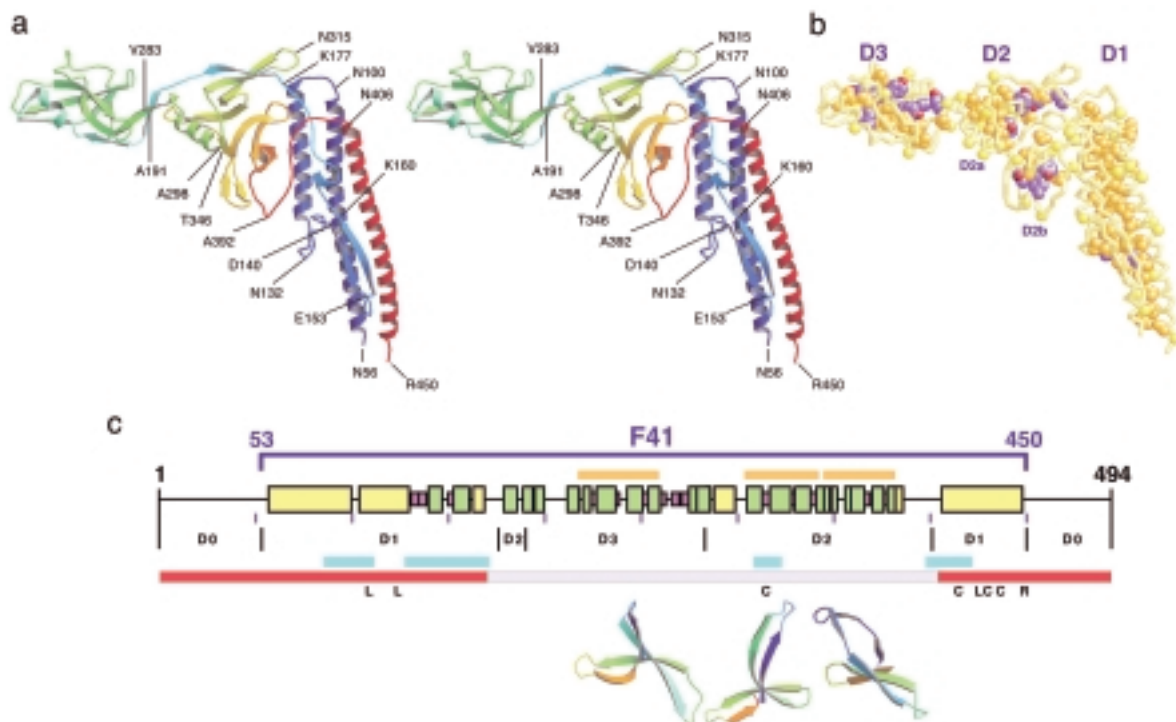 a
V283
N315
K177
N100
N406
K160
A191
A298
T346
A392
D140
N132
E153
N56
R450
V283
N315
K177
N100
N406
K160
A191
A298
T346
A392
D140
N132
E153
N56
R450
b
D3 D2 D1
D2a
D2b
c
53 F41 450
1 494
D0 D1 D2 D3 D2 D1 D0
L L C C L C C R